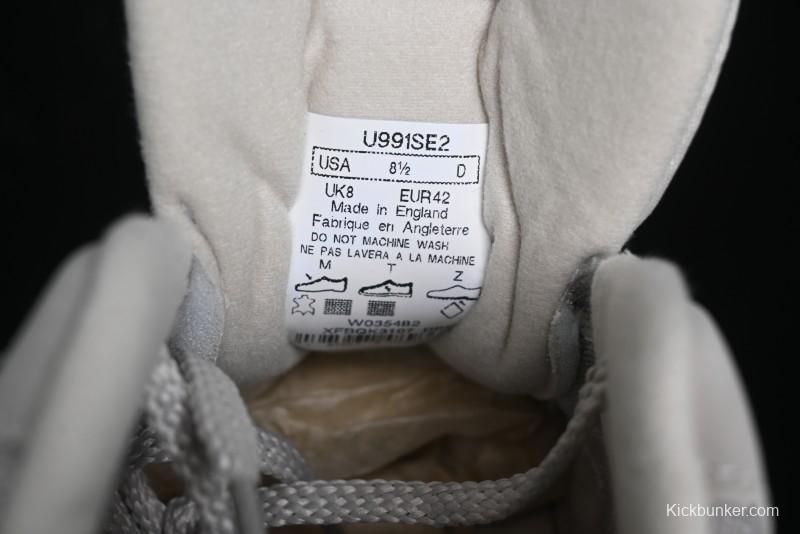 U991SE2
USA 8½ D
UK8 EUR42
Made in England
Fabrique en Angleterre
DO NOT MACHINE WASH
NE PAS LAVERA A LA MACHINE
M T Z
W035482
Kickbunker.com